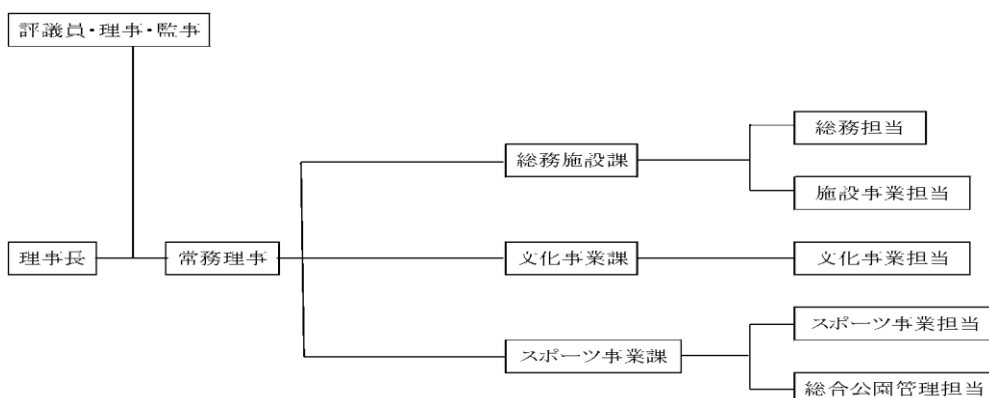 評議員・理事・監事
総務担当
総務施設課
施設事業担当
理事長
常務理事
文化事業課
文化事業担当
スポーツ事業担当
スポーツ事業課
総合公園管理担当